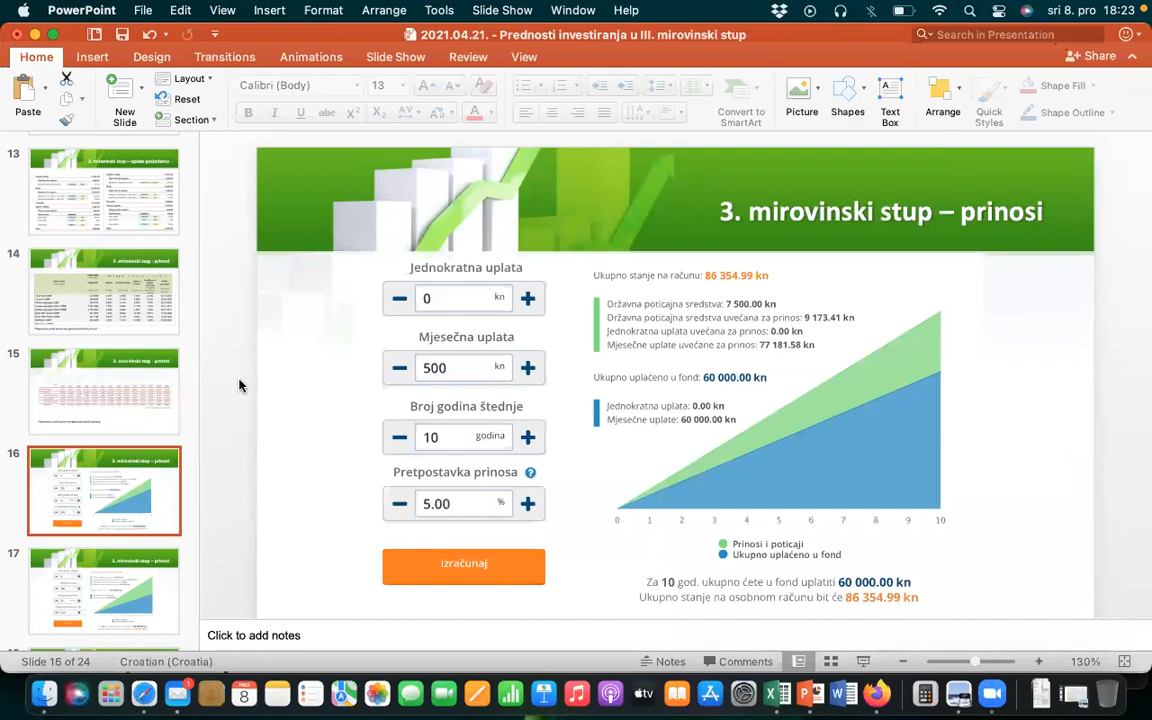 PowerPoint File Edit View Insert Format Arrange Tools Slide Show Window Help sri 8. pro 18:23
2021.04.21. - Prednosti investiranja u III. mirovinski stup Search in Presentation
Home Insert Design Transitions Animations Slide Show Review View Share
Paste New Slide Layout Reset Section Calibri (Body) 13 Convert to SmartArt Picture Shapes Text Box Arrange Quick Styles Shape Fill Shape Outline
13
14
15
16
17
3. mirovinski stup – prinosi
Jednokratna uplata
0 kn
Mjesečna uplata
500 kn
Broj godina štednje
10 godina
Pretpostavka prinosa ?
5.00 %
Izračunaj
Ukupno stanje na računu: 86 354.99 kn
Državna poticajna sredstva: 7 500.00 kn
Državna poticajna sredstva uvećana za prinos: 9 173.41 kn
Jednokratna uplata uvećana za prinos: 0.00 kn
Mjesečne uplate uvećane za prinos: 77 181.58 kn
Ukupno uplaćeno u fond: 60 000.00 kn
Jednokratna uplata: 0.00 kn
Mjesečne uplate: 60 000.00 kn
0 1 2 3 4 5 6 7 8 9 10
Prinosi i poticaji
Ukupno uplaćeno u fond
Za 10 god. ukupno ćete u fond uplatiti 60 000.00 kn
Ukupno stanje na osobnom računu bit će 86 354.99 kn
Click to add notes
Slide 16 of 24 Croatian (Croatia) Notes Comments 130%